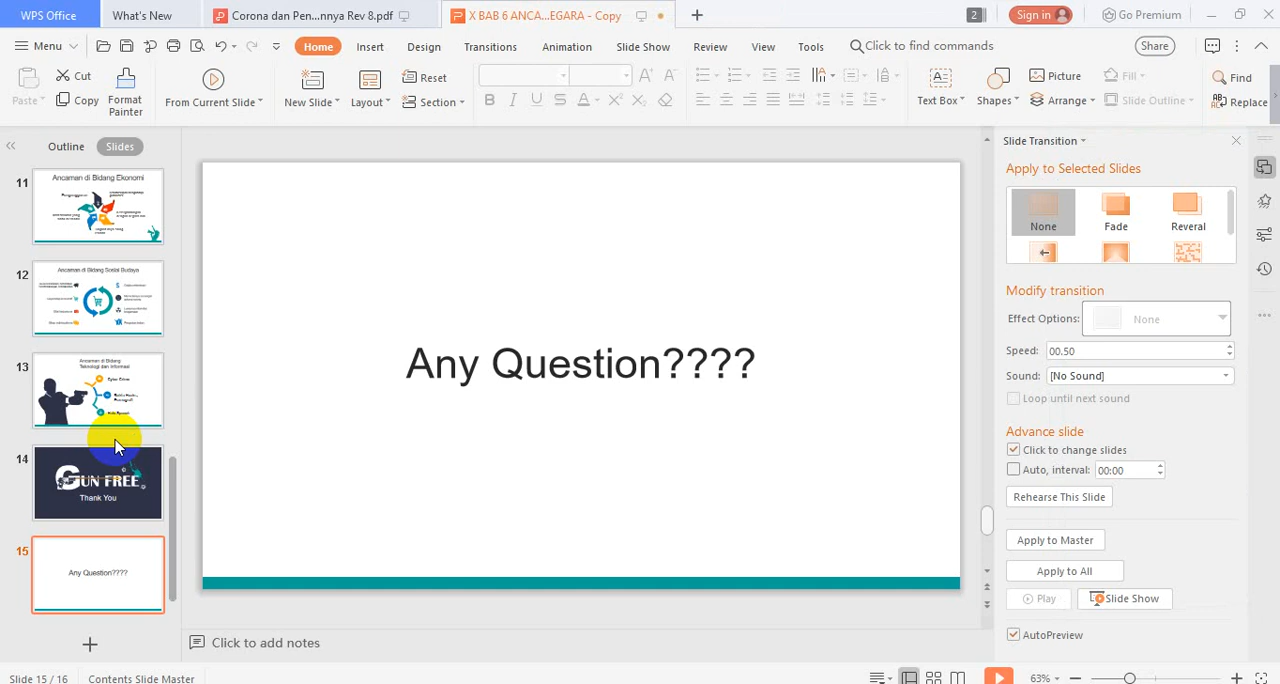 WPS Office
What's New
Corona dan Pen...nnya Rev 8.pdf
X BAB 6 ANCA...EGARA - Copy
2
Sign in
Go Premium
Menu
Home
Insert
Design
Transitions
Animation
Slide Show
Review
View
Tools
Click to find commands
Share
Paste
Cut
Copy
Format
Painter
From Current Slide
New Slide
Layout
Reset
Section
B I U S A
Text Box
Shapes
Picture
Arrange
Fill
Slide Outline
Find
Replace
Outline
Slides
11
Ancaman di Bidang Ekonomi
12
Ancaman di Bidang Sosial Budaya
13
Ancaman di Bidang
Teknologi dan Informasi
14
GUN FREE
Thank You
15
Any Question????
Any Question????
Click to add notes
Slide Transition
Apply to Selected Slides
None
Fade
Reveral
Modify transition
Effect Options:
None
Speed:
00.50
Sound:
[No Sound]
Loop until next sound
Advance slide
Click to change slides
Auto, interval:
00:00
Rehearse This Slide
Apply to Master
Apply to All
Play
Slide Show
AutoPreview
Slide 15 / 16
Contents Slide Master
63%